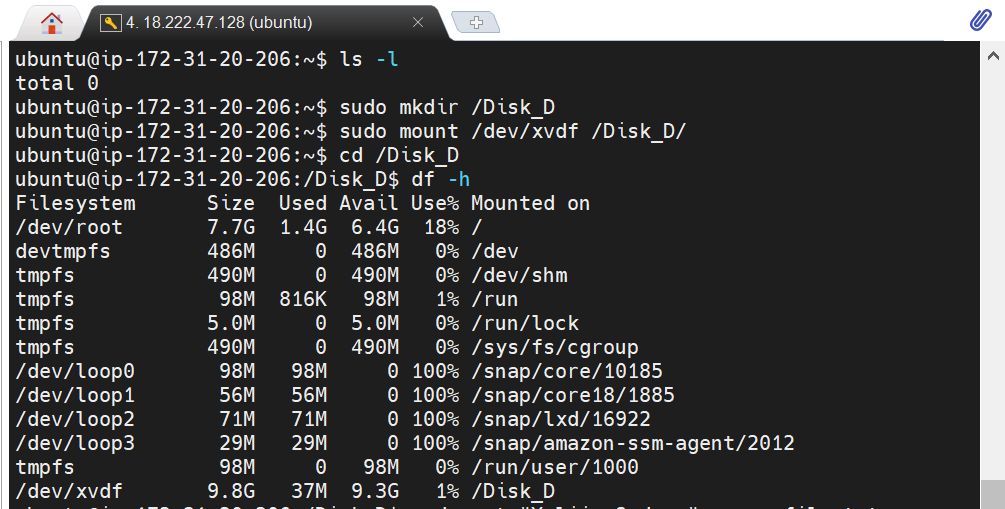 4. 18.222.47.128 (ubuntu)
ubuntu@ip-172-31-20-206:~$ ls -l
total 0
ubuntu@ip-172-31-20-206:~$ sudo mkdir /Disk_D
ubuntu@ip-172-31-20-206:~$ sudo mount /dev/xvdf /Disk_D/
ubuntu@ip-172-31-20-206:~$ cd /Disk_D
ubuntu@ip-172-31-20-206:/Disk_D$ df -h
Filesystem      Size  Used Avail Use% Mounted on
/dev/root       7.7G  1.4G  6.4G  18% /
devtmpfs        486M     0  486M   0% /dev
tmpfs           490M     0  490M   0% /dev/shm
tmpfs            98M  816K   98M   1% /run
tmpfs           5.0M     0  5.0M   0% /run/lock
tmpfs           490M     0  490M   0% /sys/fs/cgroup
/dev/loop0       98M   98M     0 100% /snap/core/10185
/dev/loop1       56M   56M     0 100% /snap/core18/1885
/dev/loop2       71M   71M     0 100% /snap/lxd/16922
/dev/loop3       29M   29M     0 100% /snap/amazon-ssm-agent/2012
tmpfs            98M     0   98M   0% /run/user/1000
/dev/xvdf       9.8G   37M  9.3G   1% /Disk_D